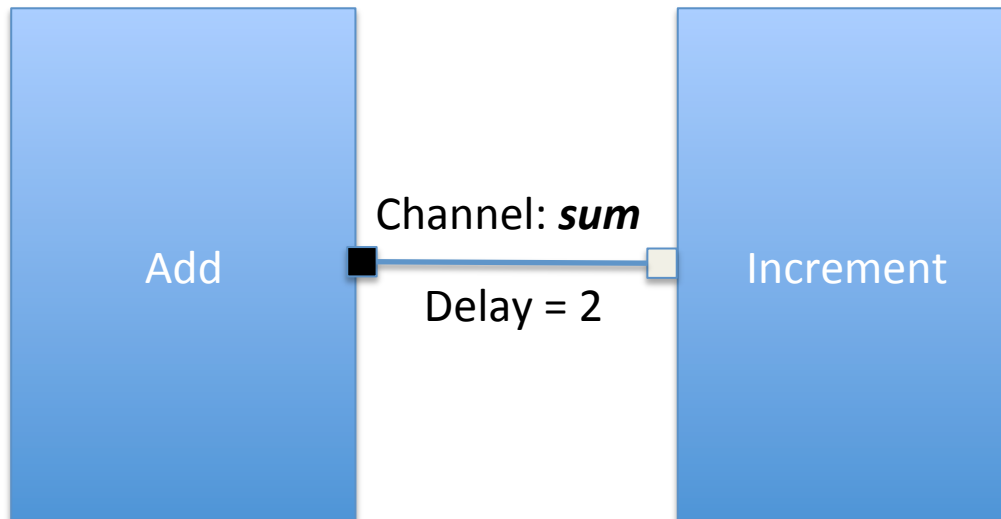 Channel: sum
Add
Increment
Delay = 2